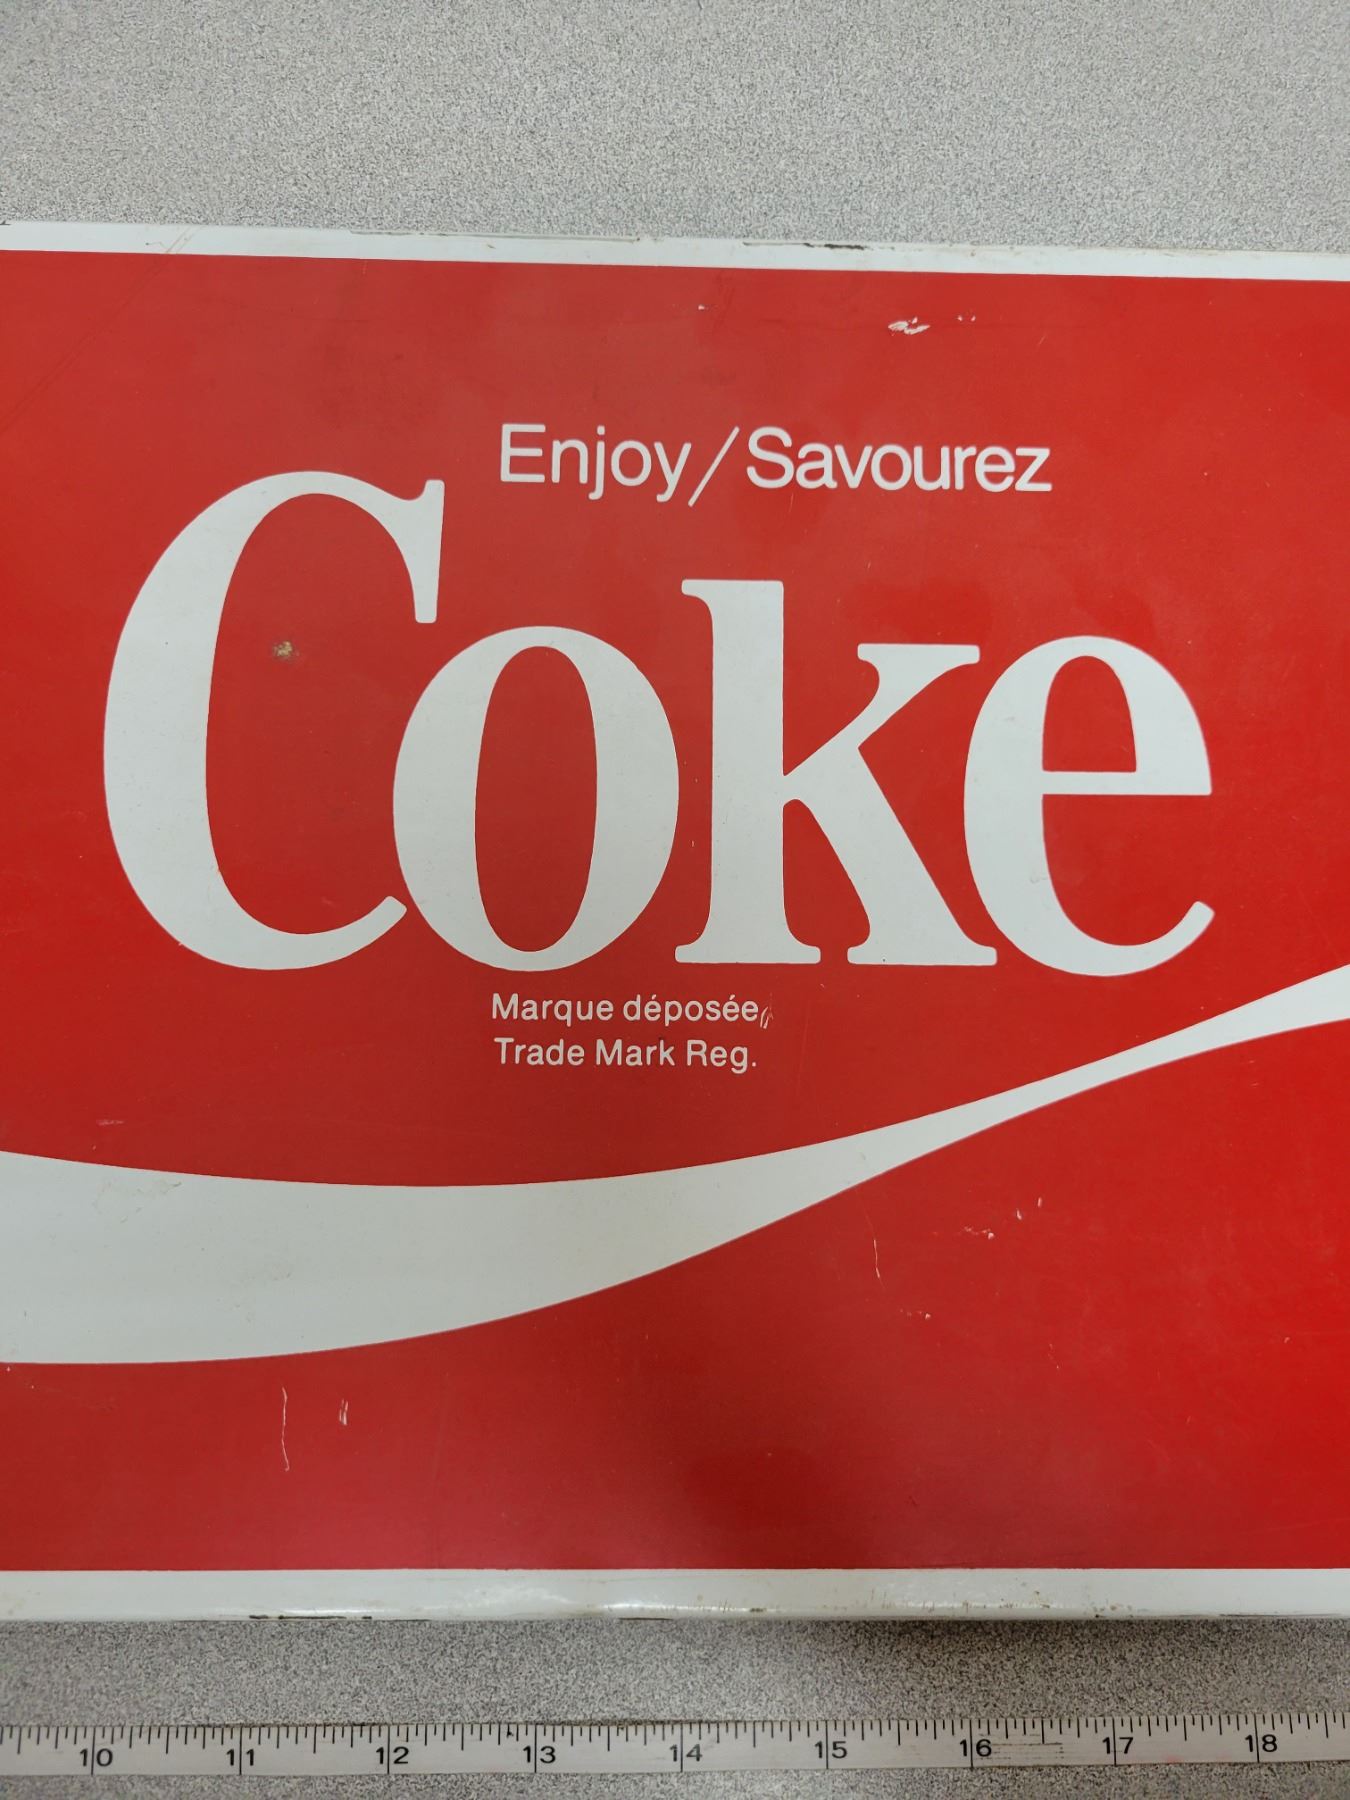 Enjoy/Savourez
Coke
Marque déposée
Trade Mark Reg.
10 11 12 13 14 15 16 17 18